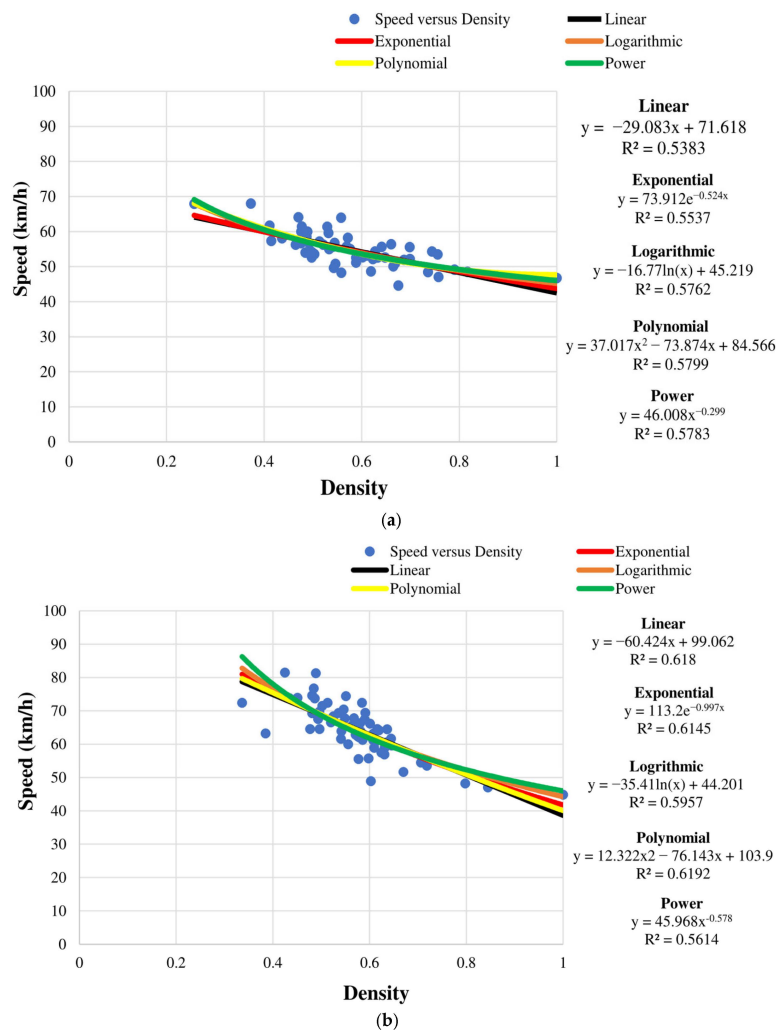 Speed versus Density
Linear
Exponential
Logarithmic
Polynomial
Power
100
90
80
70
60
50
40
30
20
10
0
Speed (km/h)
0
0.2
0.4
0.6
0.8
1
Density
Linear
y = −29.083x + 71.618
R² = 0.5383
Exponential
y = 73.912e−0.524x
R² = 0.5537
Logarithmic
y = −16.77ln(x) + 45.219
R² = 0.5762
Polynomial
y = 37.017x2 − 73.874x + 84.566
R² = 0.5799
Power
y = 46.008x−0.299
R² = 0.5783
(a)
Speed versus Density
Exponential
Linear
Logarithmic
Polynomial
Power
100
90
80
70
60
50
40
30
20
10
0
Speed (km/h)
0
0.2
0.4
0.6
0.8
1
Density
Linear
y = −60.424x + 99.062
R² = 0.618
Exponential
y = 113.2e−0.997x
R² = 0.6145
Logrithmic
y = −35.41ln(x) + 44.201
R² = 0.5957
Polynomial
y = 12.322x2 − 76.143x + 103.9
R² = 0.6192
Power
y = 45.968x-0.578
R² = 0.5614
(b)